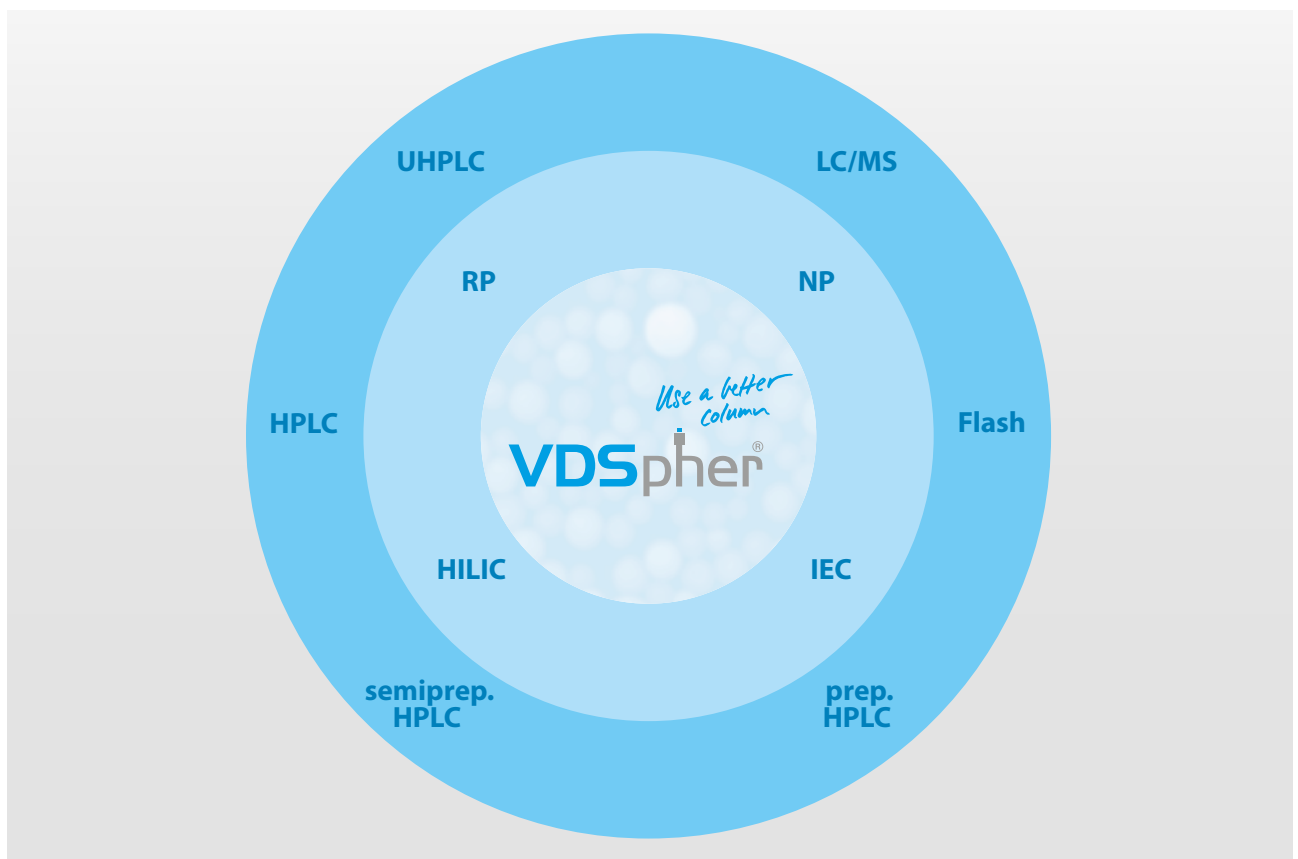 UHPLC
LC/MS
RP
NP
Use a better
column
HPLC
Flash
VDSpher®
HILIC
IEC
semiprep.
HPLC
prep.
HPLC